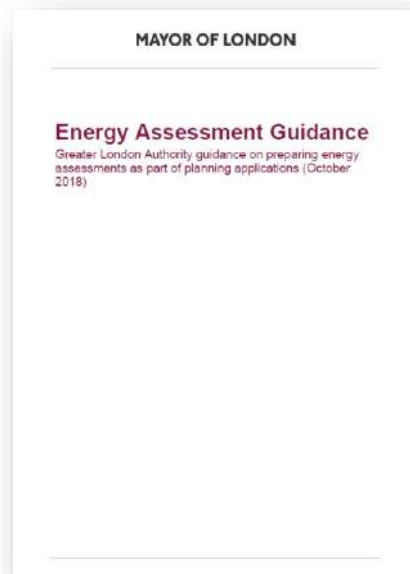 MAYOR OF LONDON
Energy Assessment Guidance
Greater London Authority guidance on preparing energy
assessments as part of planning applications (October
2018)